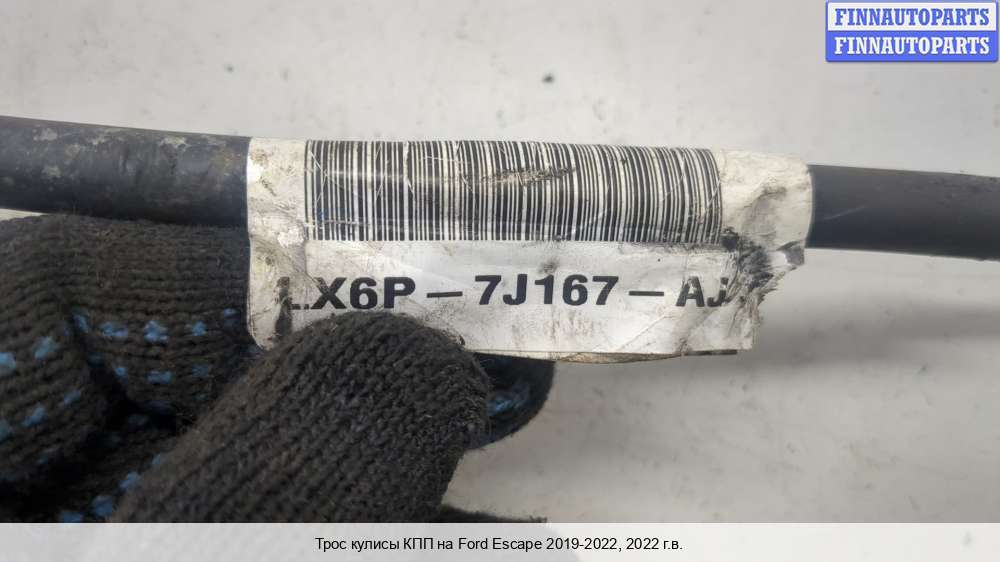 FINNAUTOPARTS
FINNAUTOPARTS
LX6P-7J167-AJ
Трос кулисы КПП на Ford Escape 2019-2022, 2022 г.в.